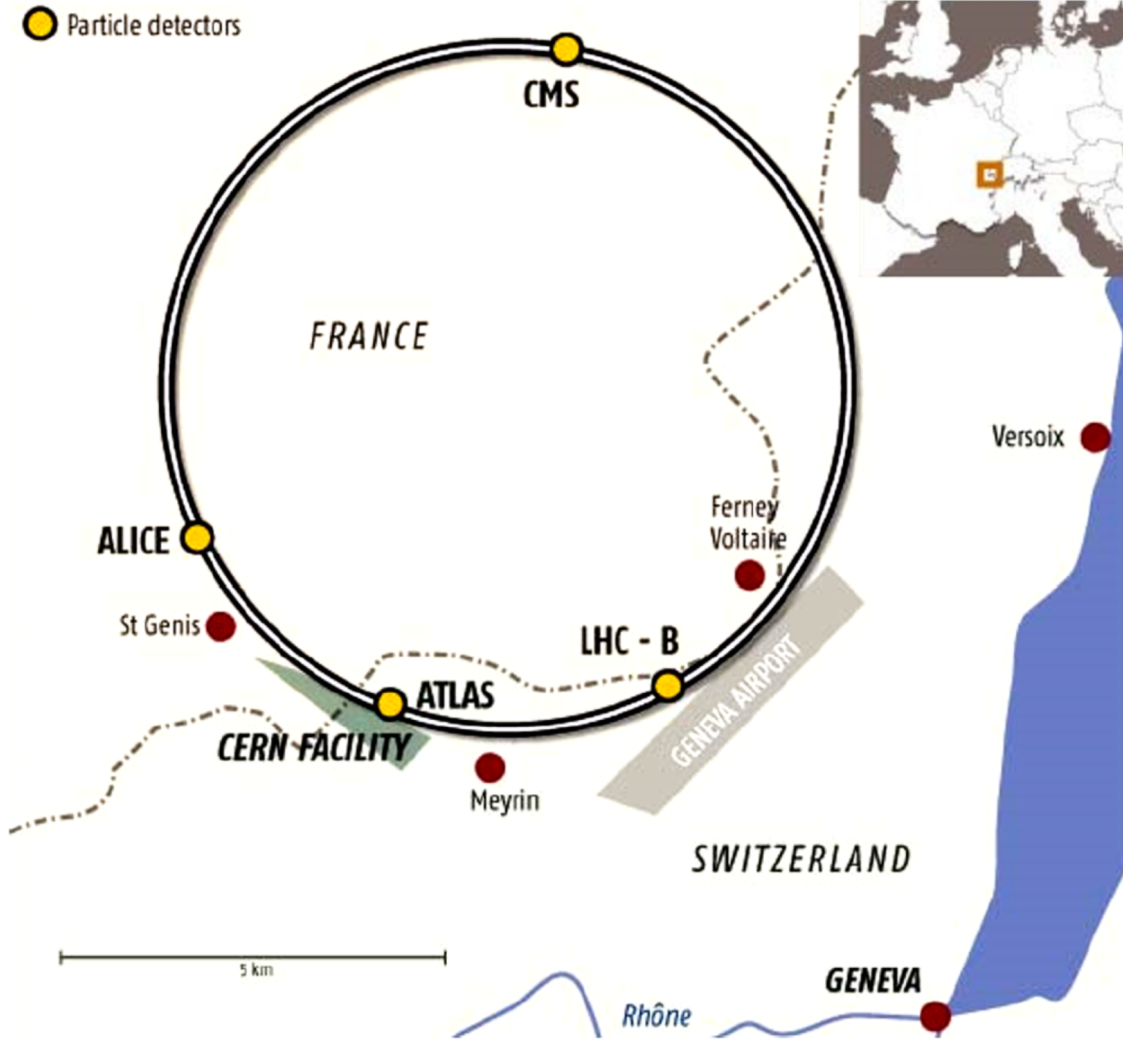 Particle detectors
CMS
FRANCE
Versoix
Ferney
Voltaire
ALICE
St Genis
LHC - B
ATLAS
GENEVA AIRPORT
CERN FACILITY
Meyrin
SWITZERLAND
5 km
GENEVA
Rhône